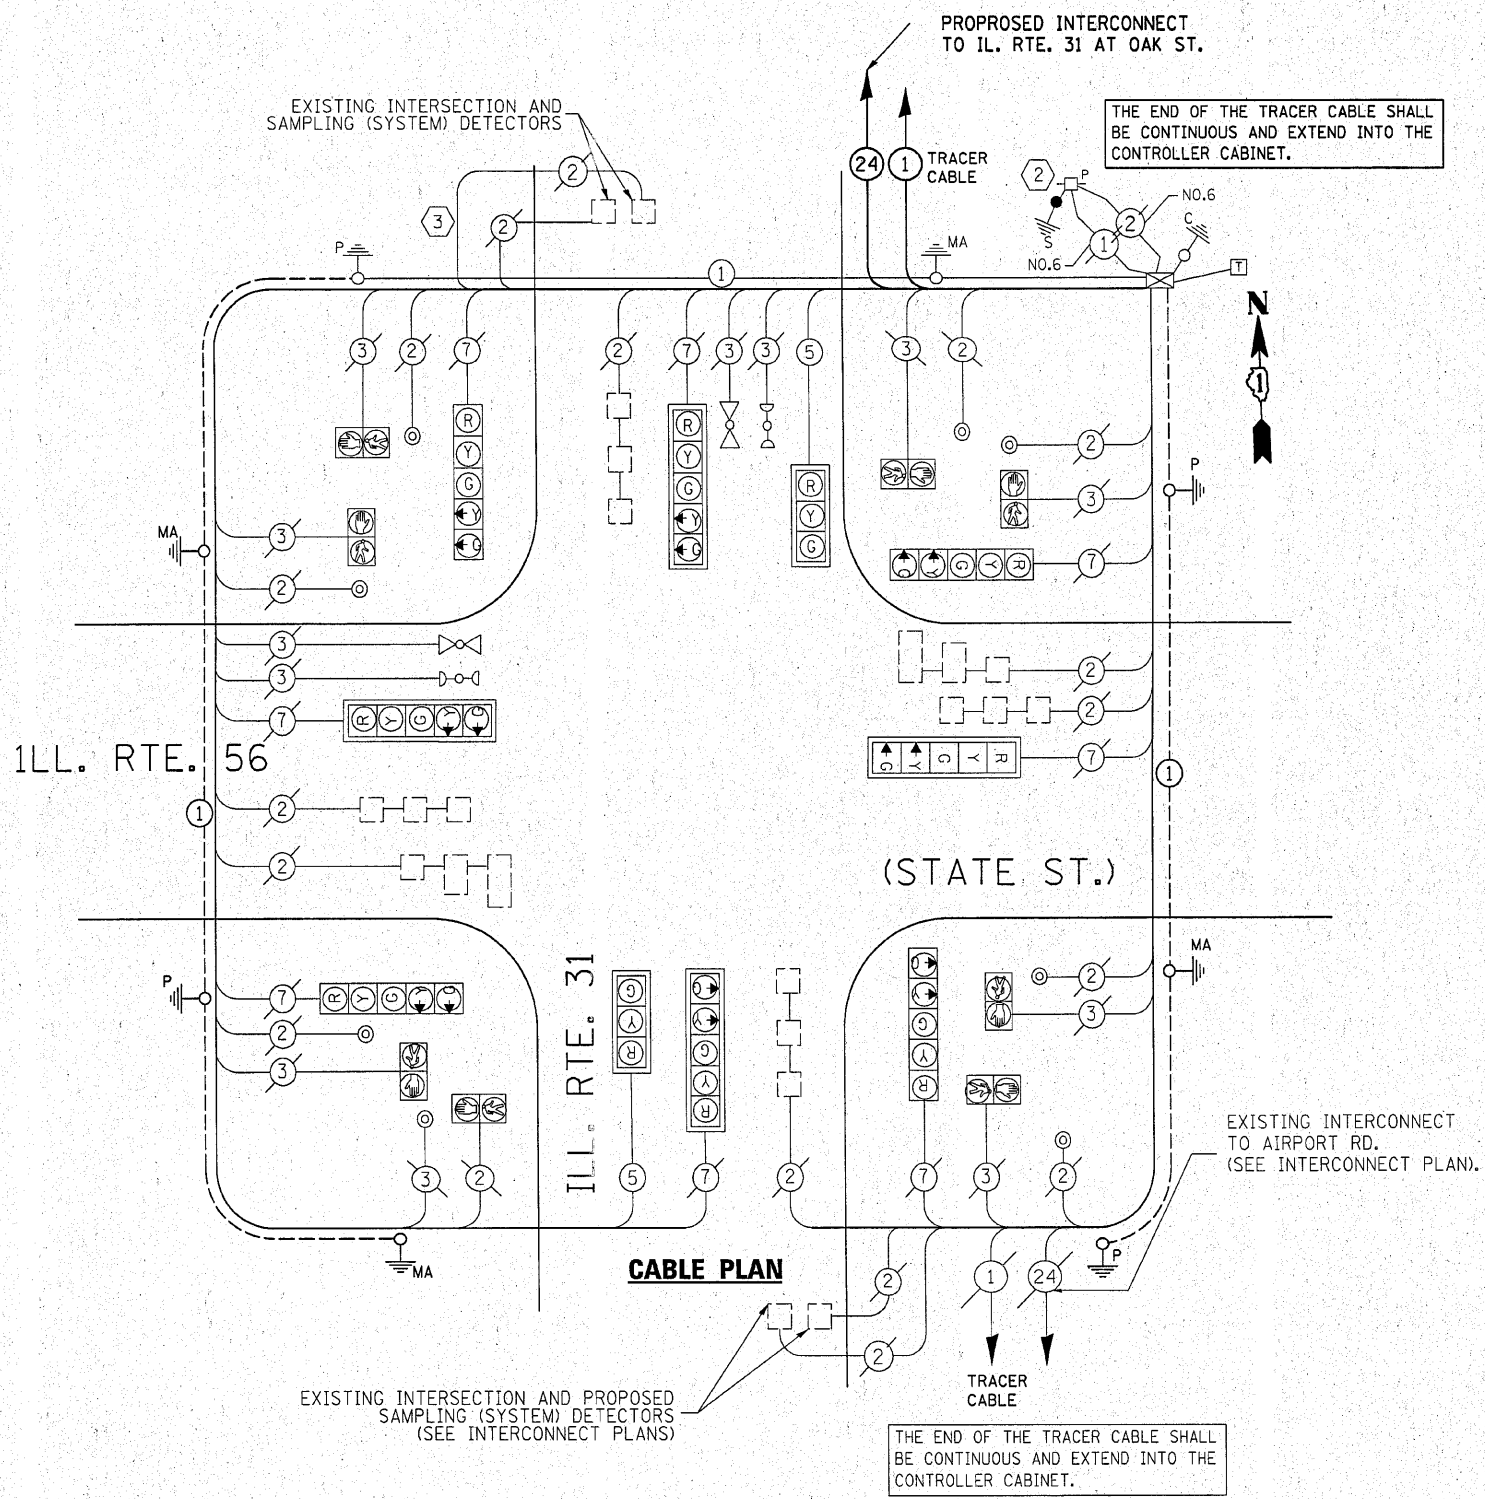 PROPROSED INTERCONNECT
TO IL. RTE. 31 AT OAK ST.
EXISTING INTERSECTION AND
SAMPLING (SYSTEM) DETECTORS
THE END OF THE TRACER CABLE SHALL
BE CONTINUOUS AND EXTEND INTO THE
CONTROLLER CABINET.
24 1 TRACER
CABLE
2 2 P
NO.6
3 2 S 1 2 C
NO.6
P 1 MA T
N
1
3 2 7 2 7 3 3 5 3 2
R R R
Y Y Y
G G G
Y Y
G G
2
3
P
MA 3
2
G Y G Y R 7
3
3
7 R Y G Y G
2
2
G Y G Y R 7
1LL. RTE. 56
1 2
2
1
(STATE ST.)
ILL. RTE. 31
P 7 R Y G Y G
2
3
G G G
Y Y Y
R G G
Y Y
R R
2
3
MA
3 2 5 7 2 7 3 2
EXISTING INTERCONNECT
TO AIRPORT RD.
(SEE INTERCONNECT PLAN).
MA
P
CABLE PLAN
2 1 24
2
TRACER
CABLE
EXISTING INTERSECTION AND PROPOSED
SAMPLING (SYSTEM) DETECTORS
(SEE INTERCONNECT PLANS)
THE END OF THE TRACER CABLE SHALL
BE CONTINUOUS AND EXTEND INTO THE
CONTROLLER CABINET.